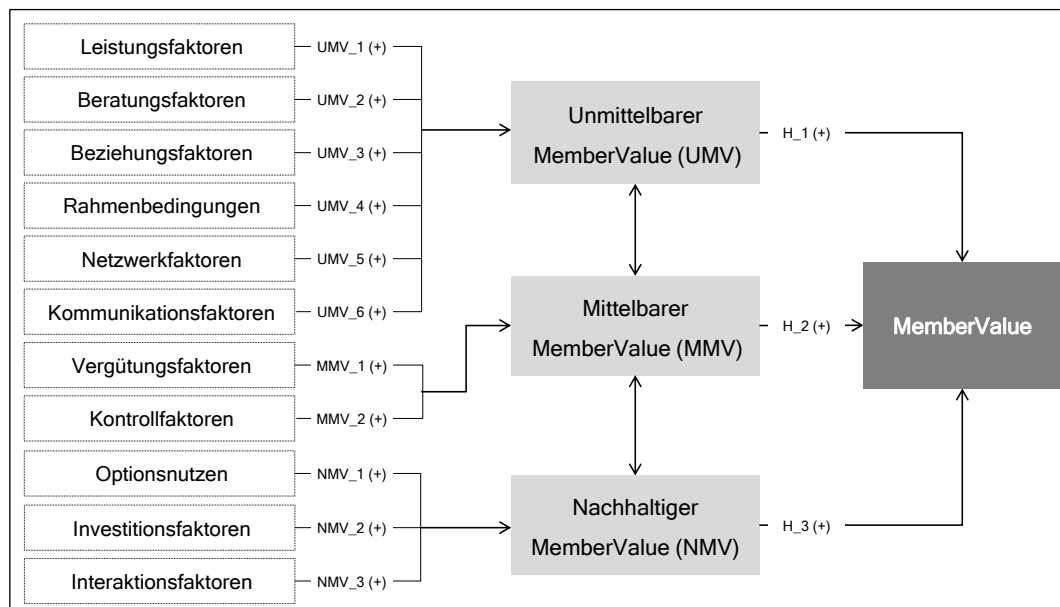 Leistungsfaktoren
UMV_1 (+)
Beratungsfaktoren
UMV_2 (+)
Beziehungsfaktoren
UMV_3 (+)
Rahmenbedingungen
UMV_4 (+)
Netzwerkfaktoren
UMV_5 (+)
Kommunikationsfaktoren
UMV_6 (+)
Vergütungsfaktoren
MMV_1 (+)
Kontrollfaktoren
MMV_2 (+)
Optionsnutzen
NMV_1 (+)
Investitionsfaktoren
NMV_2 (+)
Interaktionsfaktoren
NMV_3 (+)
Unmittelbarer
MemberValue (UMV)
H_1 (+)
Mittelbarer
MemberValue (MMV)
H_2 (+)
Nachhaltiger
MemberValue (NMV)
H_3 (+)
MemberValue